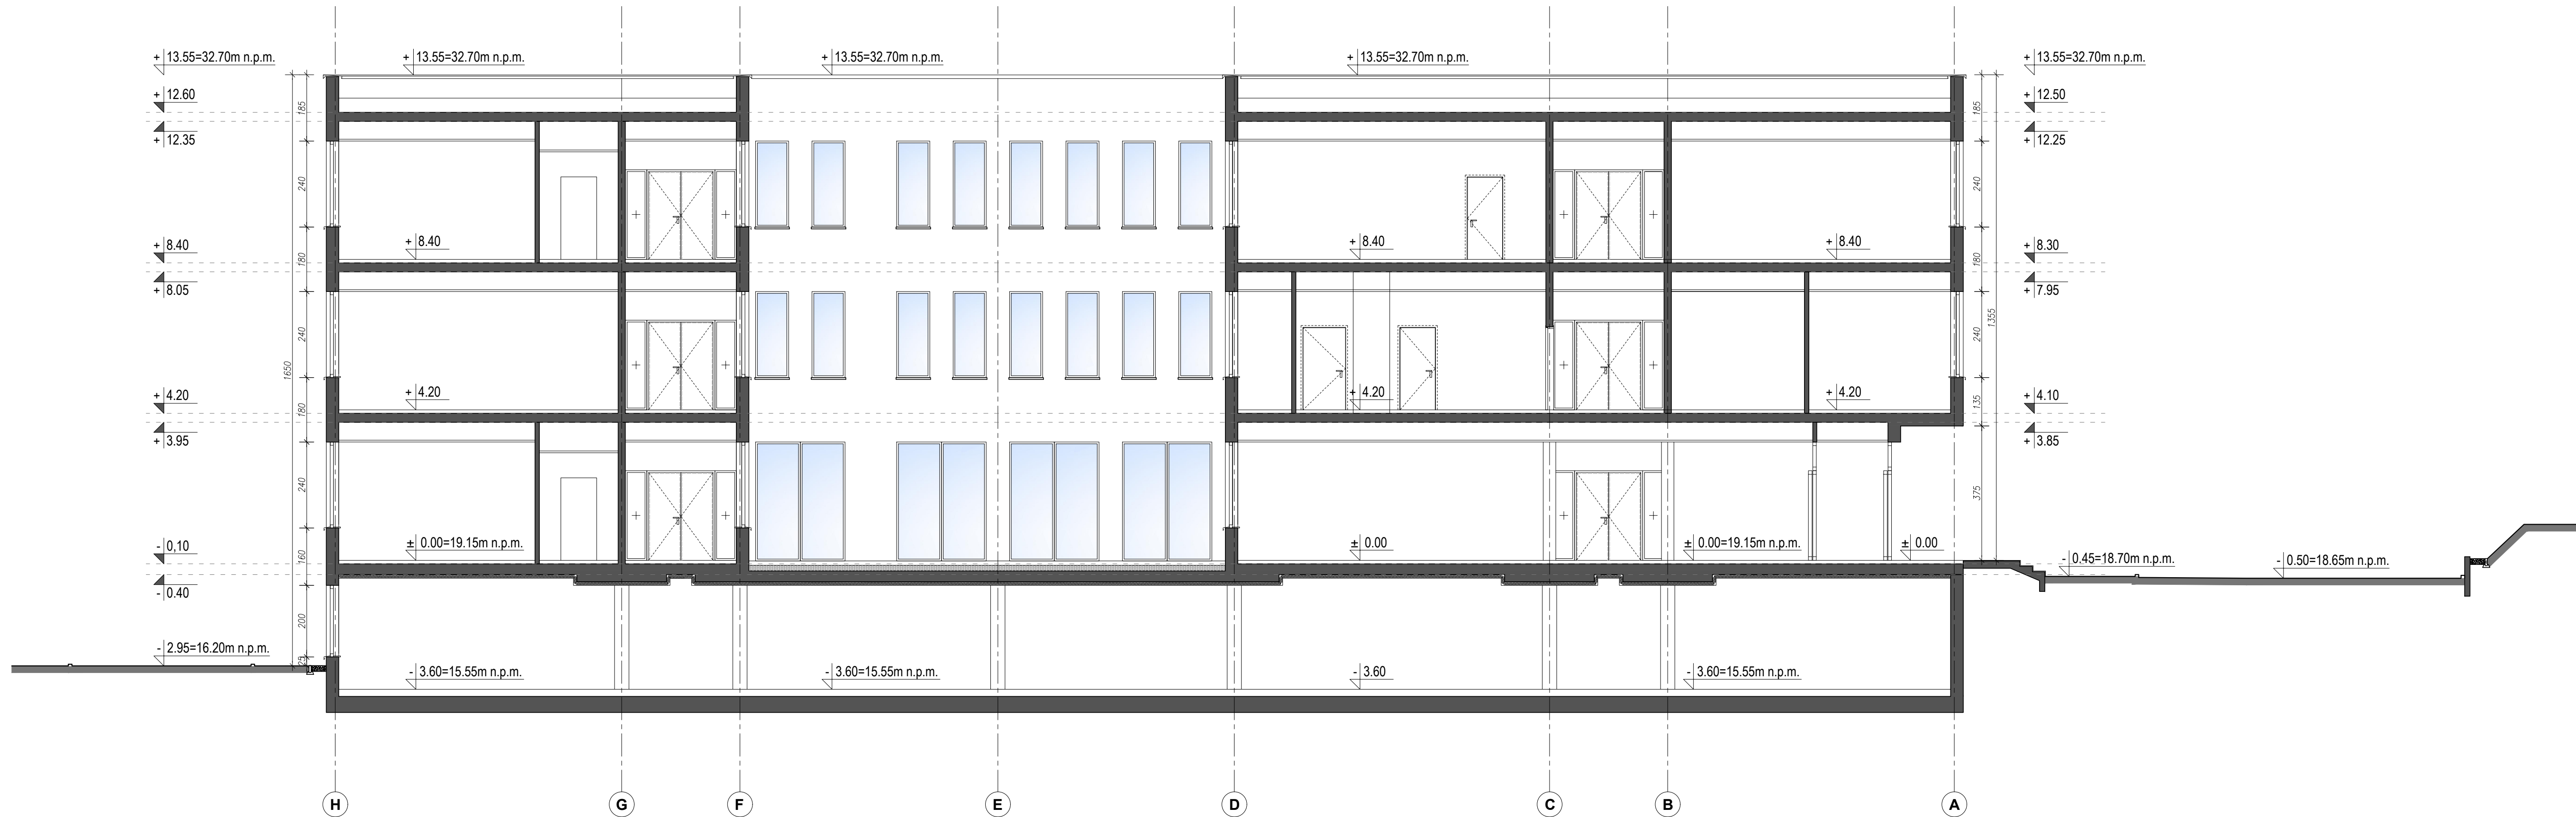 + 13.55=32.70m n.p.m.
+ 13.55=32.70m n.p.m.
+ 13.55=32.70m n.p.m.
+ 13.55=32.70m n.p.m.
+ 13.55=32.70m n.p.m.
+ 12.60
185
185
+ 12.50
+ 12.35
+ 12.25
240
240
+ 8.40
+ 8.40
+ 8.40
+ 8.40
+ 8.30
180
180
+ 8.05
+ 7.95
1355
240
240
1650
+ 4.20
+ 4.20
+ 4.20
+ 4.20
+ 4.10
180
135
+ 3.95
+ 3.85
240
375
- 0,10
± 0.00=19.15m n.p.m.
± 0.00
± 0.00=19.15m n.p.m.
± 0.00
160
- 0.45=18.70m n.p.m.
- 0.50=18.65m n.p.m.
- 0.40
200
- 2.95=16.20m n.p.m.
25
- 3.60=15.55m n.p.m.
- 3.60=15.55m n.p.m.
- 3.60
- 3.60=15.55m n.p.m.
H
G
F
E
D
C
B
A